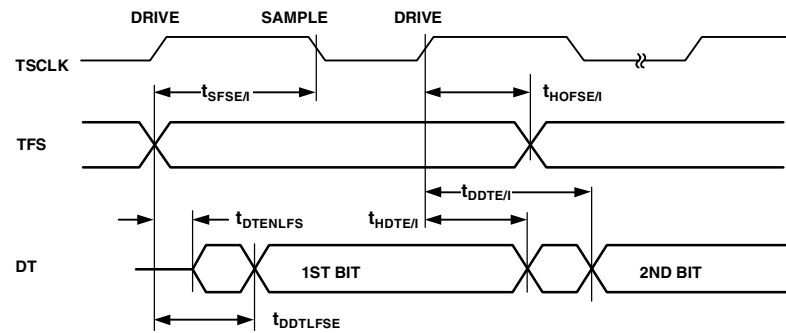 DRIVE SAMPLE DRIVE
TSCLK
tSFSE/I tHOFSE/I
TFS
tDDTE/I
tDTENLFS tHDTE/I
DT 1ST BIT 2ND BIT
tDDTLFSE